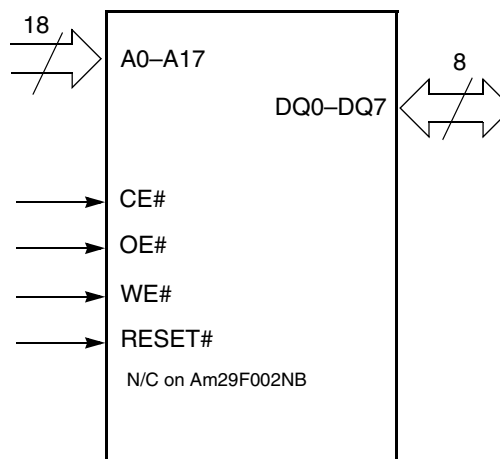 18
A0–A17
8
DQ0–DQ7
CE#
OE#
WE#
RESET#
N/C on Am29F002NB